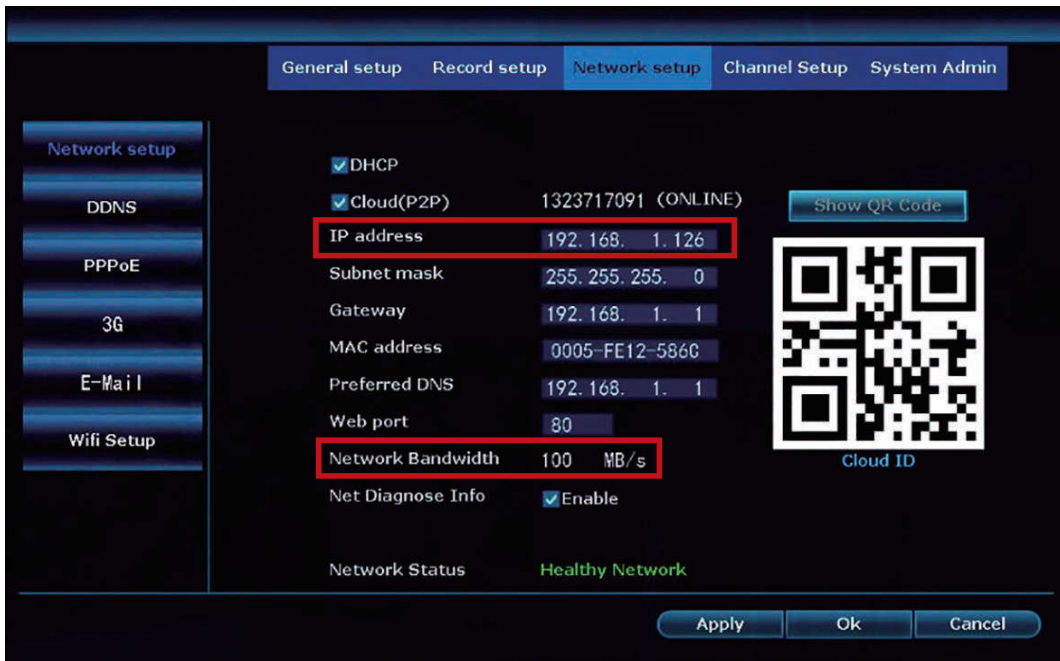 General setup Record setup Network setup Channel Setup System Admin
Network setup
DDNS
PPPoE
3G
E-Mail
Wifi Setup
DHCP
Cloud(P2P) 1323717091 (ONLINE)
IP address 192.168. 1.126
Subnet mask 255.255.255. 0
Gateway 192.168. 1. 1
MAC address 0005-FE12-586C
Preferred DNS 192.168. 1. 1
Web port 80
Network Bandwidth 100 MB/s
Net Diagnose Info Enable
Network Status Healthy Network
Show QR Code
Cloud ID
Apply Ok Cancel